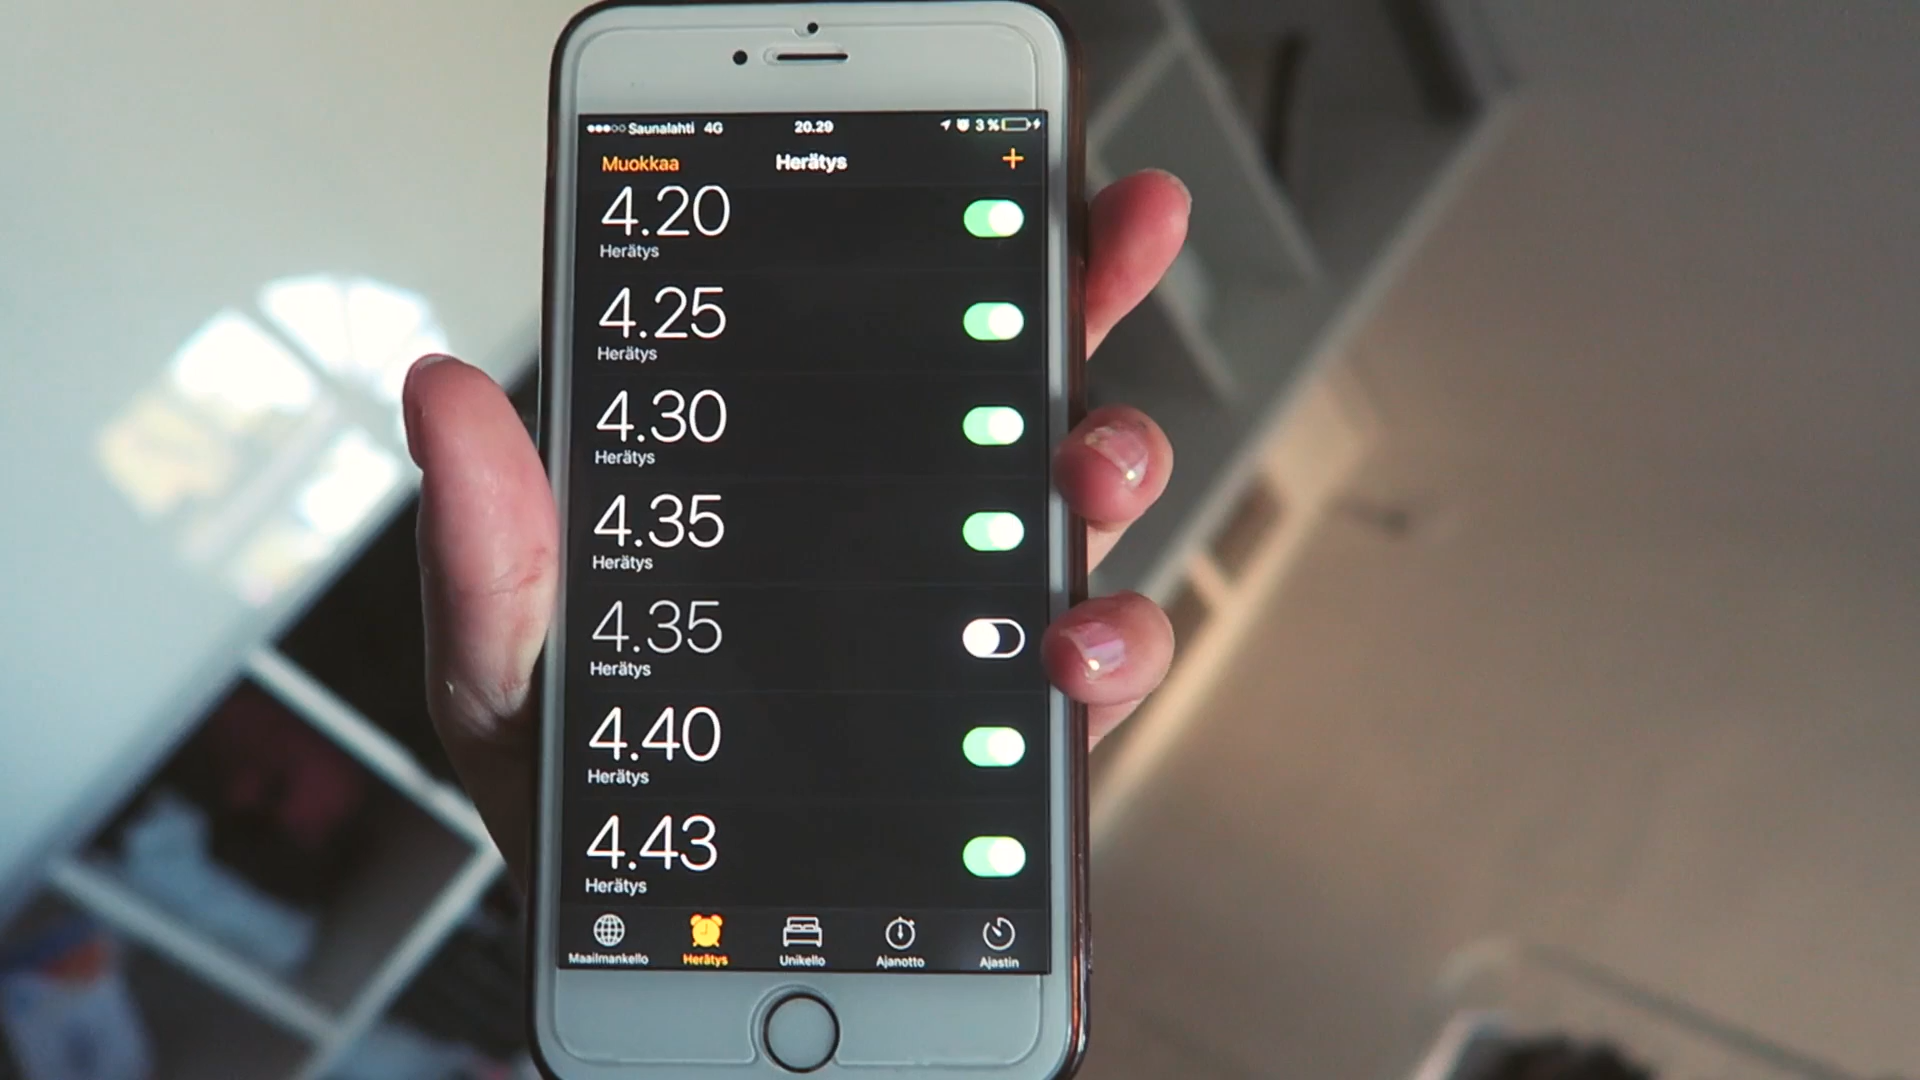 Saunalahti 4G 20.29 3 %
Muokkaa Herätys +
4.20
Herätys
4.25
Herätys
4.30
Herätys
4.35
Herätys
4.35
Herätys
4.40
Herätys
4.43
Herätys
Maailmankello Herätys Unikello Ajanotto Ajastin